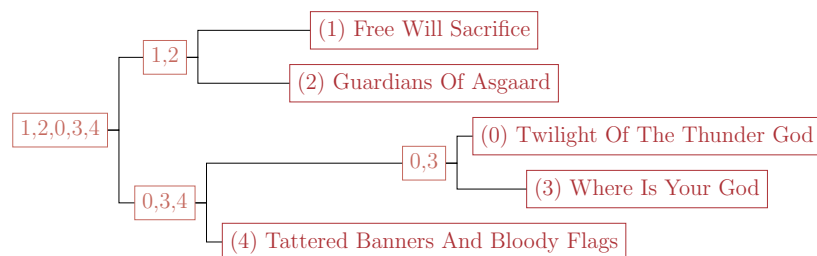 (1) Free Will Sacrifice
1,2
(2) Guardians Of Asgaard
1,2,0,3,4
(0) Twilight Of The Thunder God
0,3
(3) Where Is Your God
0,3,4
(4) Tattered Banners And Bloody Flags